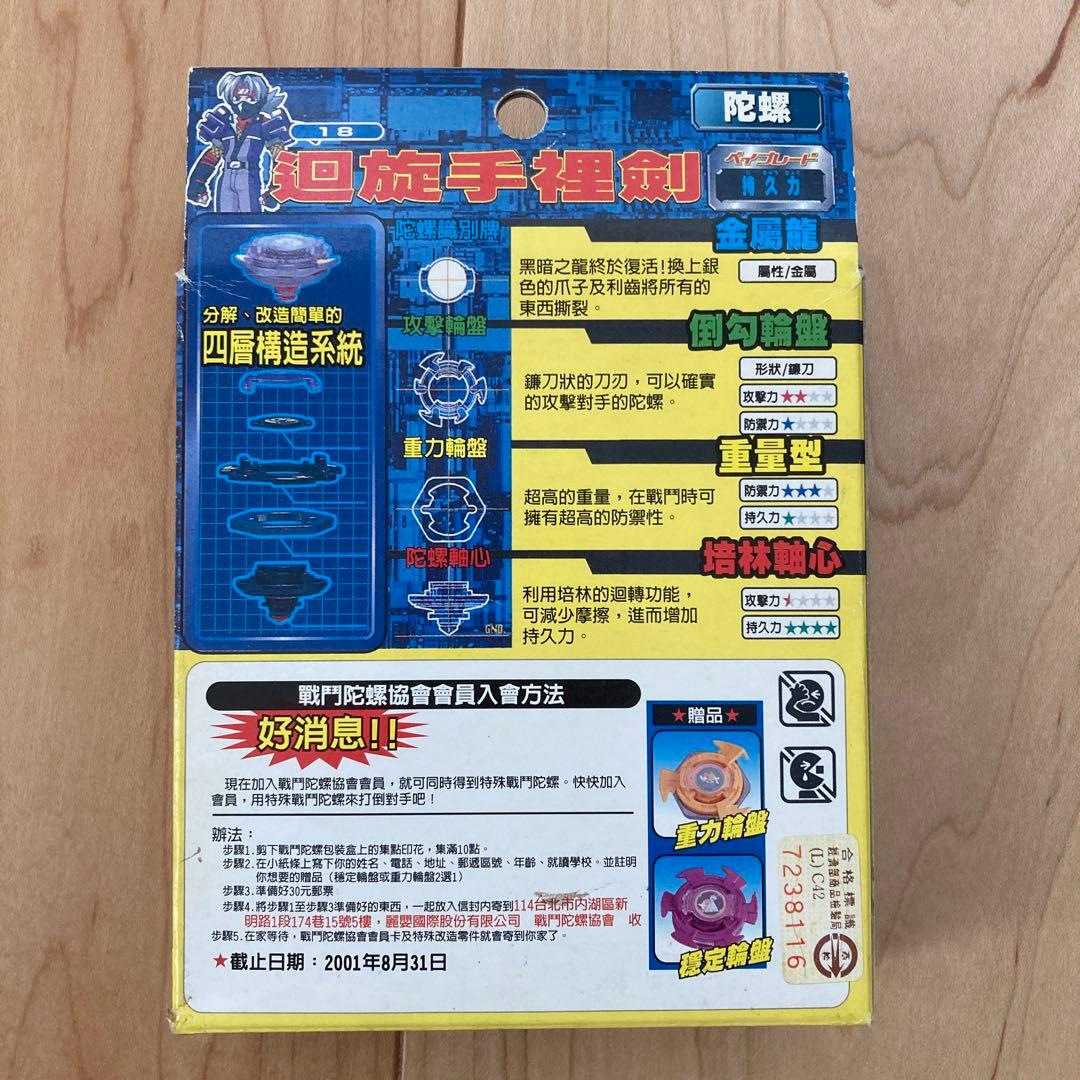 18
陀螺
迴旋手裡劍
ベイブレード
持久力
分解、改造簡單的
四層構造系統
陀螺識別牌
攻擊輪盤
重力輪盤
陀螺軸心
GND.
金屬龍
屬性/金屬
黑暗之龍終於復活!換上銀
色的爪子及利齒將所有的
東西撕裂。
倒勾輪盤
形狀/鐮刀
攻擊力★★★★
防禦力★★★★
鐮刀狀的刀刃，可以確實
的攻擊對手的陀螺。
重量型
防禦力★★★★
持久力★★★★
超高的重量，在戰鬥時可
擁有超高的防禦性。
培林軸心
攻擊力★★★★
持久力★★★★
利用培林的迴轉功能，
可減少摩擦，進而增加
持久力。
戰鬥陀螺協會會員入會方法
好消息!!
現在加入戰鬥陀螺協會會員，就可同時得到特殊戰鬥陀螺。快快加入
會員，用特殊戰鬥陀螺來打倒對手吧！
辦法：
步驟1.剪下戰鬥陀螺包裝盒上的集點印花，集滿10點。
步驟2.在小紙條上寫下你的姓名、電話、地址、郵遞區號、年齡、就讀學校。並註明
你想要的贈品（穩定輪盤或重力輪盤2選1）
步驟3.準備好30元郵票
步驟4.將步驟1至步驟3準備好的東西，一起放入信封內寄到114台北市內湖區新
明路1段174巷15號5樓，麗嬰國際股份有限公司 戰鬥陀螺協會 收
步驟5.在家等待，戰鬥陀螺協會會員卡及特殊改造零件就會寄到你家了。
★截止日期：2001年8月31日
★贈品★
重力輪盤
穩定輪盤
合格標識
經濟部商品檢驗局
(L)C42
72381116